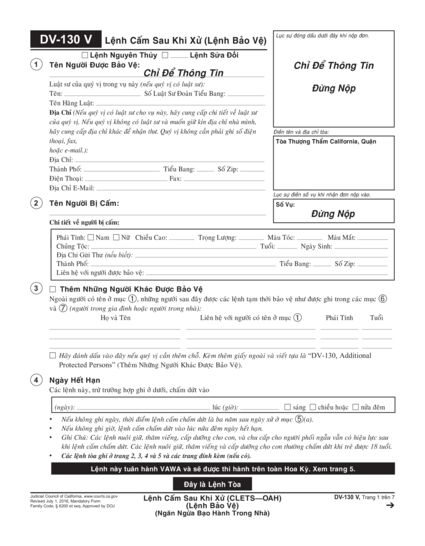 DV-130 V Lệnh Cấm Sau Khi Xử (Lệnh Bảo Vệ)
Lục sự đóng dấu dưới đây khi nộp đơn.
☐ Lệnh Nguyên Thủy ☐ Lệnh Sửa Đổi
1 Tên Người Được Bảo Vệ:
Chỉ Để Thông Tin
Luật sư của quý vị trong vụ này (nếu quý vị có luật sư):
Tên: Số Luật Sư Đoàn Tiểu Bang:
Tên Hãng Luật:
Địa Chỉ (Nếu quý vị có luật sư cho vụ này, hãy cung cấp chi tiết về luật sư
của quý vị. Nếu quý vị không có luật sư và muốn giữ kín địa chỉ nhà mình,
hãy cung cấp địa chỉ khác để nhận thư. Quý vị không cần phải ghi số điện
thoại, fax,
hoặc e-mail.):
Địa Chỉ:
Thành Phố: Tiểu Bang: Số Zip:
Điện Thoại: Fax:
Địa Chỉ E-Mail:
Chỉ Để Thông Tin
Đừng Nộp
Điền tên và địa chỉ tòa:
Tòa Thượng Thẩm California, Quận
Lục sự điền số vụ khi nhận đơn nộp vào.
Số Vụ:
Đừng Nộp
2 Tên Người Bị Cấm:
Chi tiết về người bị cấm:
Phái Tính: ☐ Nam ☐ Nữ Chiều Cao: Trọng Lượng: Màu Tóc: Màu Mắt:
Chủng Tộc: Tuổi: Ngày Sinh:
Địa Chỉ Gửi Thư (nếu biết):
Thành Phố: Tiểu Bang: Số Zip:
Liên hệ với người được bảo vệ:
3 ☐ Thêm Những Người Khác Được Bảo Vệ
Ngoài người có tên ở mục 1, những người sau đây được các lệnh tạm thời bảo vệ như được ghi trong các mục 6
và 7 (người trong gia đình hoặc người trong nhà):
Họ và Tên Liên hệ với người có tên ở mục 1 Phái Tính Tuổi
☐ Hãy đánh dấu vào đây nếu quý vị cần thêm chỗ. Kèm thêm giấy ngoài và viết tựa là “DV-130, Additional
Protected Persons” (Thêm Những Người Khác Được Bảo Vệ).
4 Ngày Hết Hạn
Các lệnh này, trừ trường hợp ghi ở dưới, chấm dứt vào
(ngày): lúc (giờ): ☐ sáng ☐ chiều hoặc ☐ nửa đêm
• Nếu không ghi ngày, thời điểm lệnh chấm dứt là ba năm sau ngày xử ở mục 5(a).
• Nếu không ghi giờ, lệnh chấm dứt vào lúc nửa đêm ngày hết hạn.
• Ghi Chú: Các lệnh nuôi giữ, thăm viếng, cấp dưỡng cho con, và chu cấp cho người phối ngẫu vẫn có hiệu lực sau
khi lệnh cấm chấm dứt. Các lệnh nuôi giữ, thăm viếng và cấp dưỡng cho con thường chấm dứt khi trẻ được 18 tuổi.
• Các lệnh tòa ghi ở trang 2, 3, 4 và 5 và các trang đính kèm (nếu có).
Lệnh này tuân hành VAWA và sẽ được thi hành trên toàn Hoa Kỳ. Xem trang 5.
Đây là Lệnh Tòa
Judicial Council of California, www.courts.ca.gov
Revised July 1, 2016, Mandatory Form
Family Code, § 6200 et seq. Approved by DOJ
Lệnh Cấm Sau Khi Xử (CLETS—OAH)
(Lệnh Bảo Vệ)
(Ngăn Ngừa Bạo Hành Trong Nhà)
DV-130 V, Trang 1 trên 7
➔